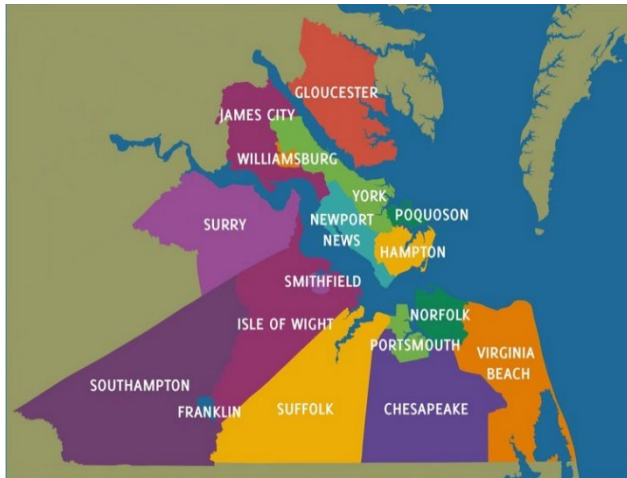 GLOUCESTER
JAMES CITY
WILLIAMSBURG
YORK
POQUOSON
SURRY
NEWPORT
NEWS
HAMPTON
SMITHFIELD
ISLE OF WIGHT
NORFOLK
PORTSMOUTH
VIRGINIA
BEACH
SOUTHAMPTON
FRANKLIN
SUFFOLK
CHESAPEAKE